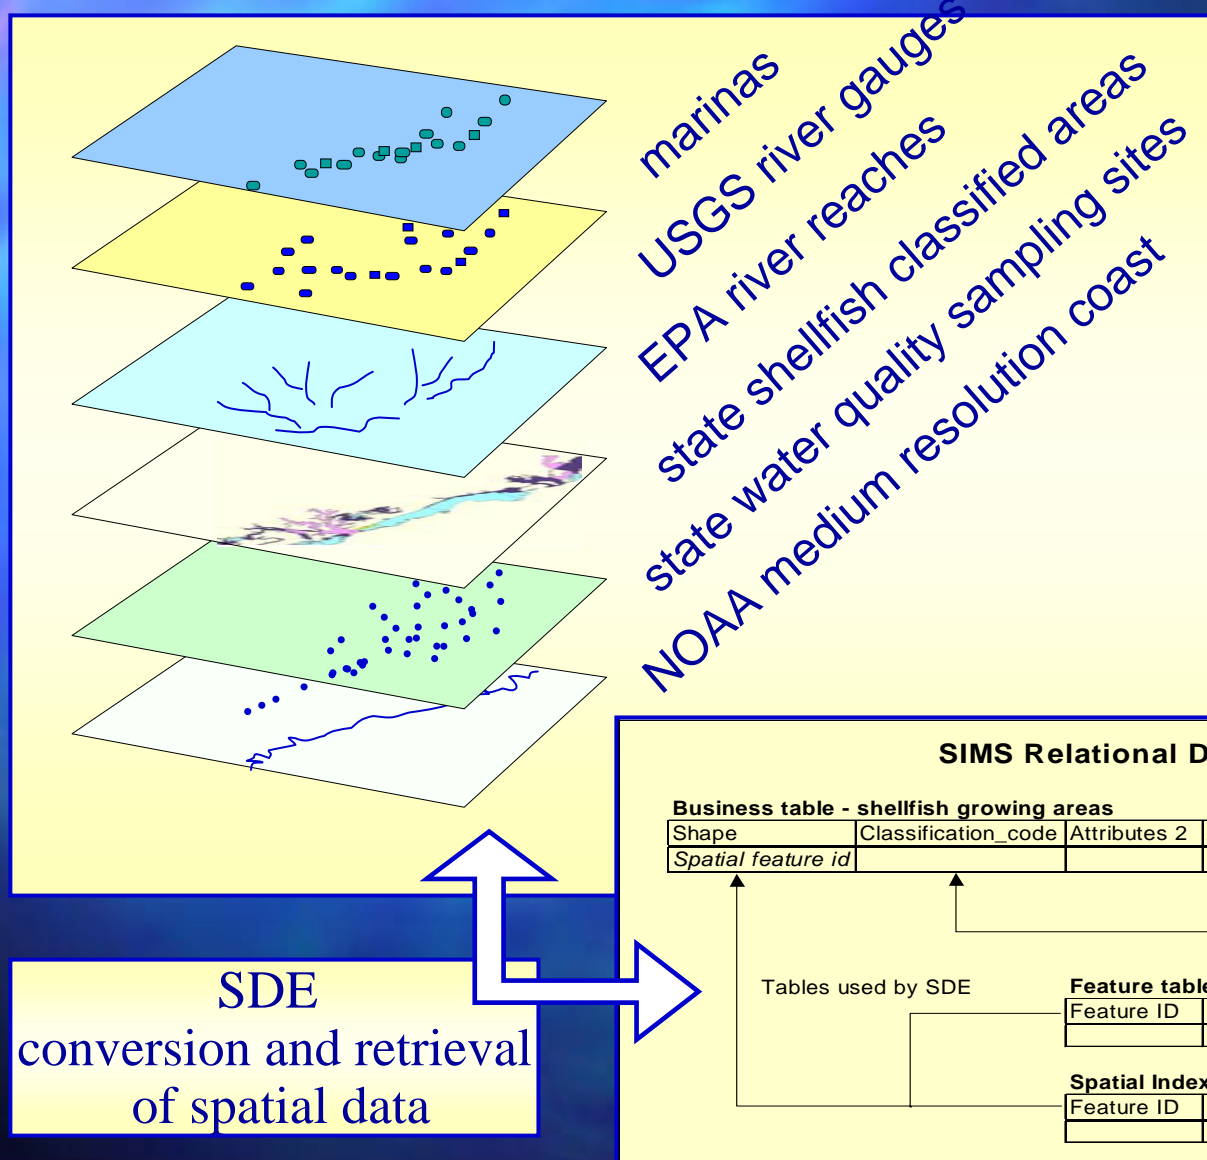 marinas
USGS river gauges
EPA river reaches
state shellfish classified areas
state water quality sampling sites
NOAA medium resolution coast
SIMS Relational D
Business table - shellfish growing areas
Shape Classification_code Attributes 2
Spatial feature id
Tables used by SDE
Feature table
Feature ID
Spatial Index
Feature ID
SDE
conversion and retrieval
of spatial data